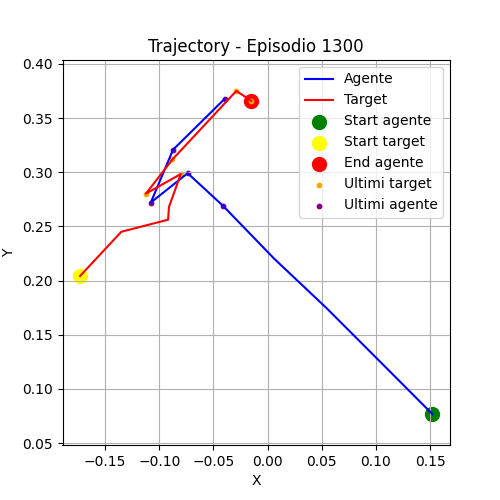 Trajectory - Episodio 1300
Y
0.40
0.35
0.30
0.25
0.20
0.15
0.10
0.05
Agente
Target
Start agente
Start target
End agente
Ultimi target
Ultimi agente
−0.15 −0.10 −0.05 0.00 0.05 0.10 0.15
X